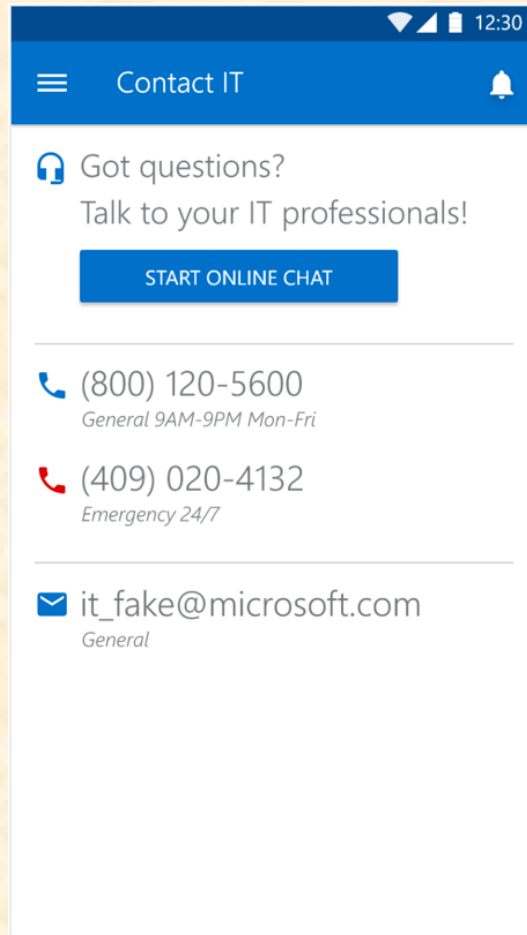 12:30
Contact IT
Got questions?
Talk to your IT professionals!
START ONLINE CHAT
(800) 120-5600
General 9AM-9PM Mon-Fri
(409) 020-4132
Emergency 24/7
it_fake@microsoft.com
General